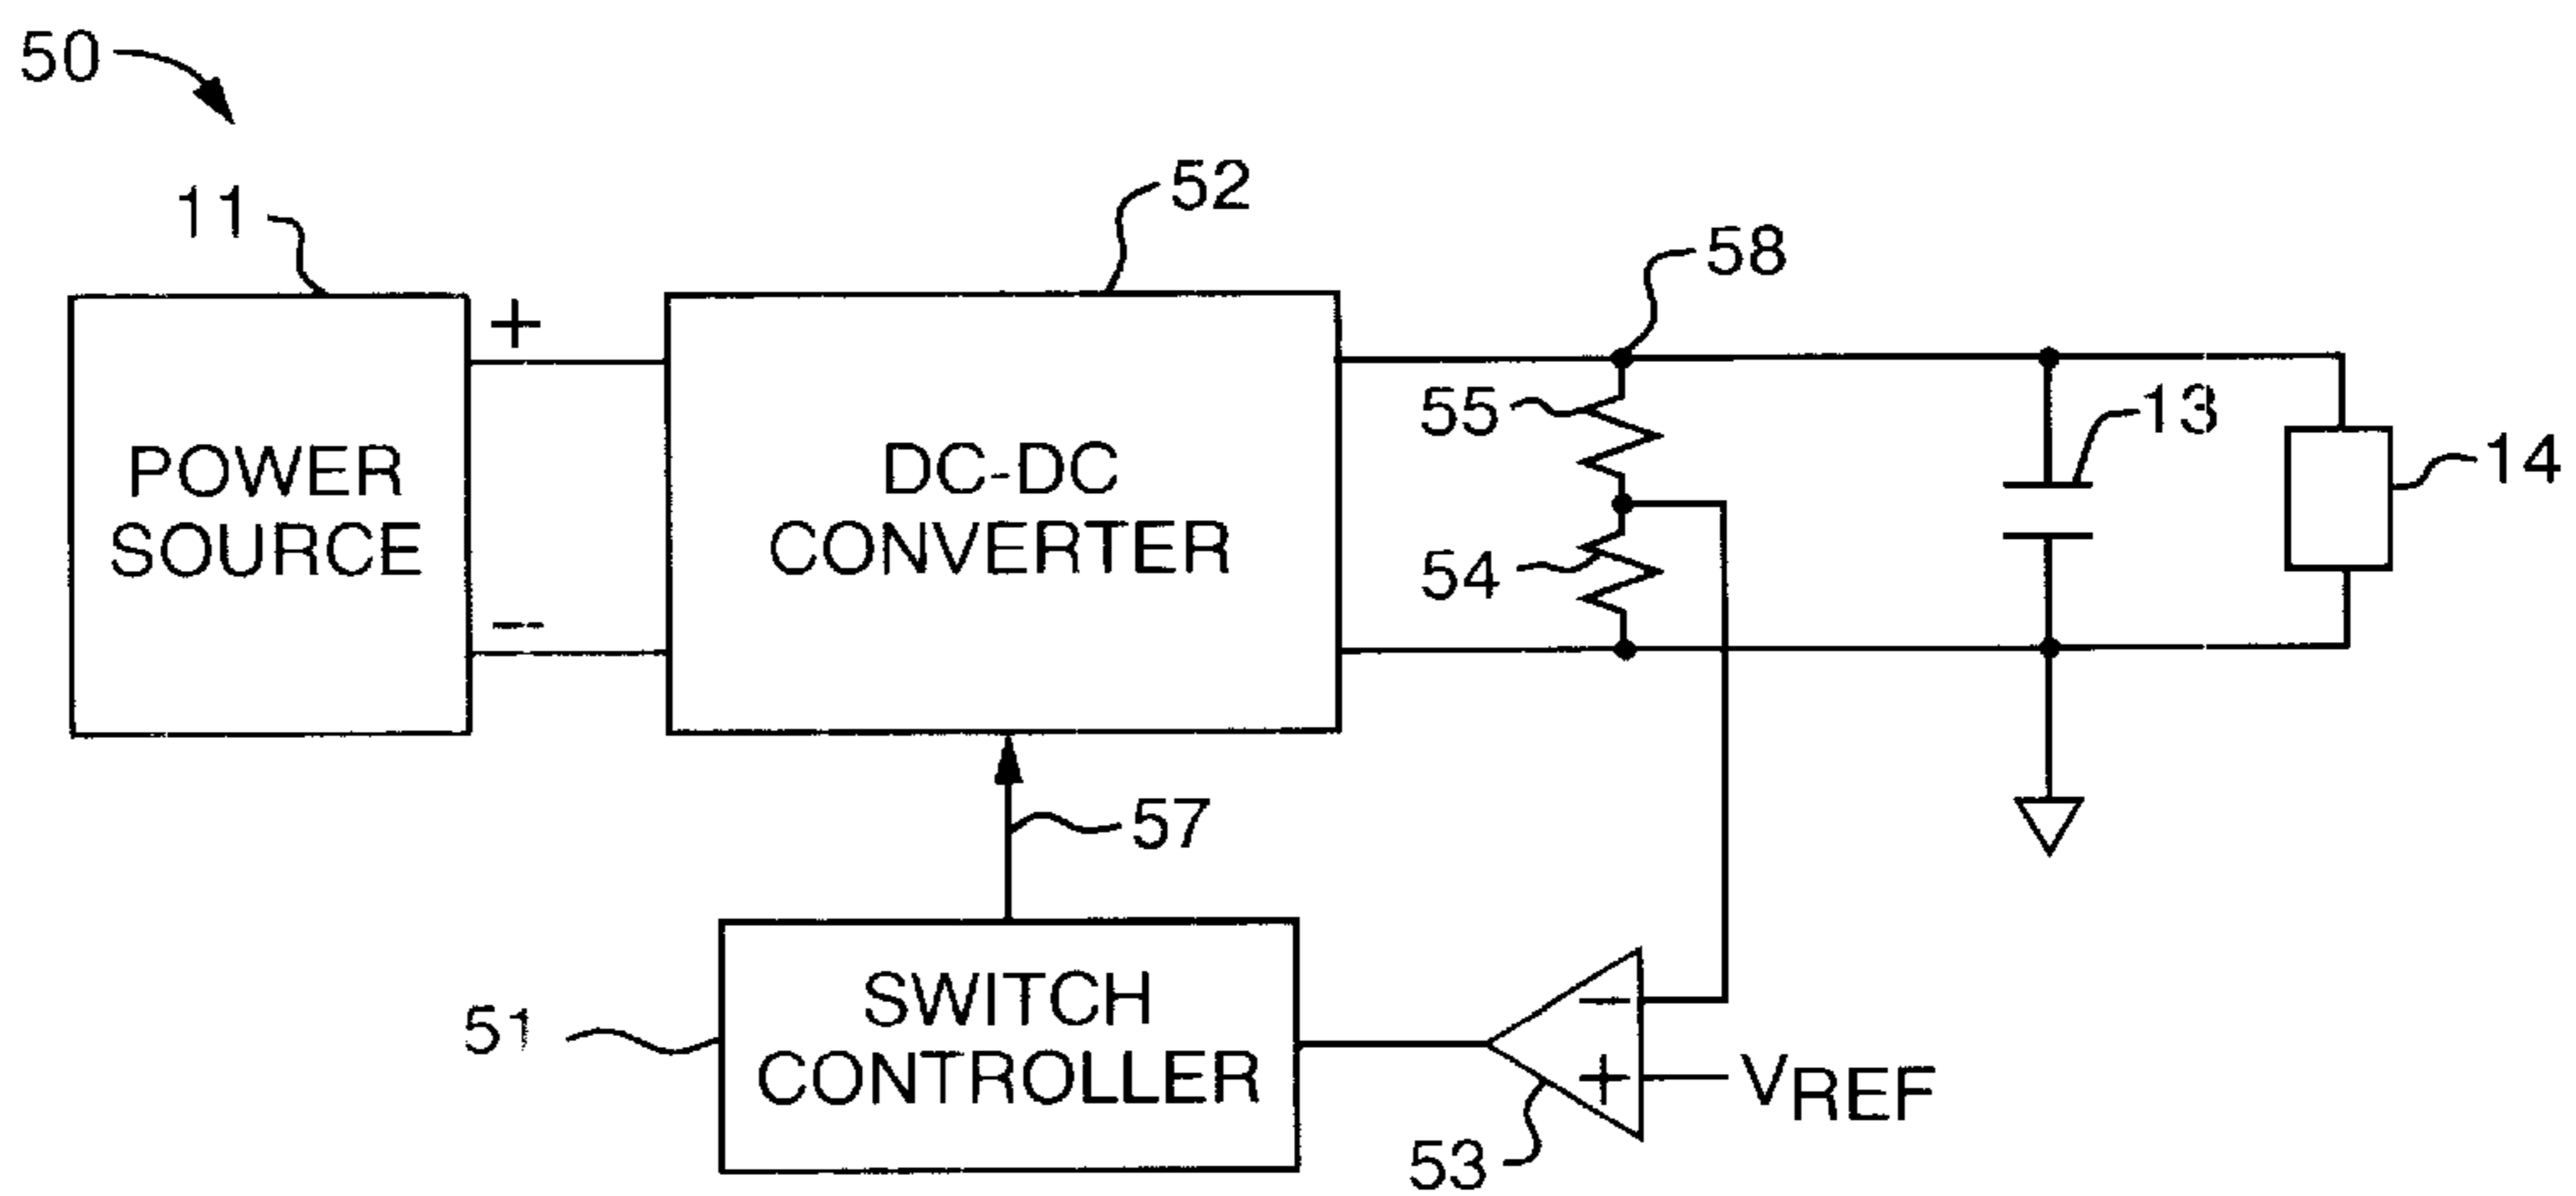 50
11
52
58
+
POWER
SOURCE
DC-DC
CONVERTER
55
13
14
54
–
57
SWITCH
CONTROLLER
51
–
+
VREF
53